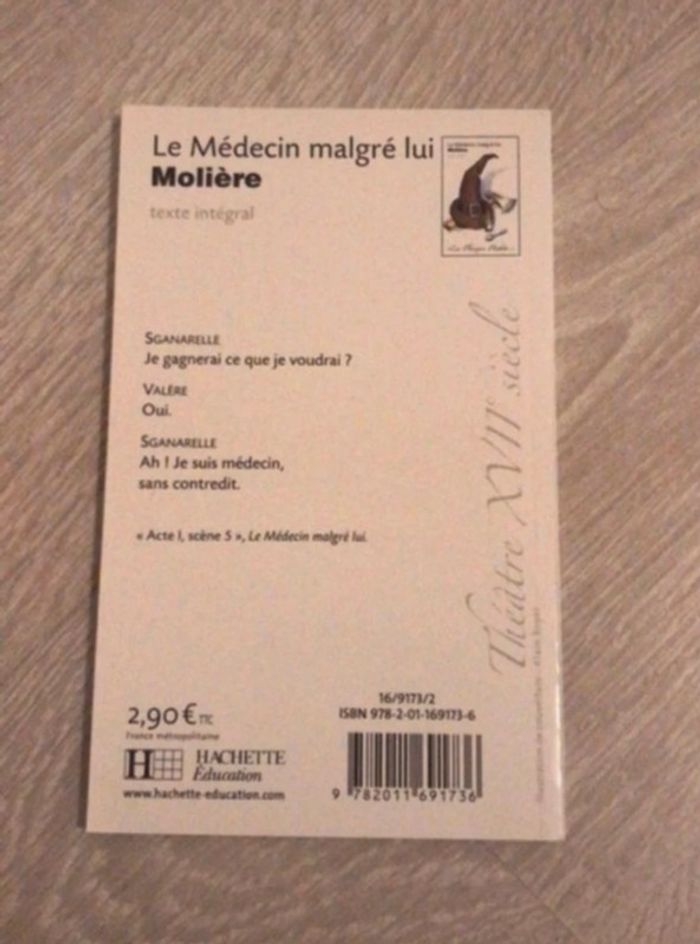 Le Médecin malgré lui
Molière
texte intégral
Molière
SGANARELLE
Je gagnerai ce que je voudrai ?
VALÈRE
Oui.
SGANARELLE
Ah ! Je suis médecin,
sans contredit.
« Acte I, scène 5 », Le Médecin malgré lui.
Théâtre XVIIe siècle
2,90 € TTC
France métropolitaine
HACHETTE
Éducation
www.hachette-education.com
16/9173/2
ISBN 978-2-01-169173-6
9 782011 691736